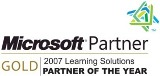 Microsoft Partner
GOLD 2007 Learning Solutions
PARTNER OF THE YEAR